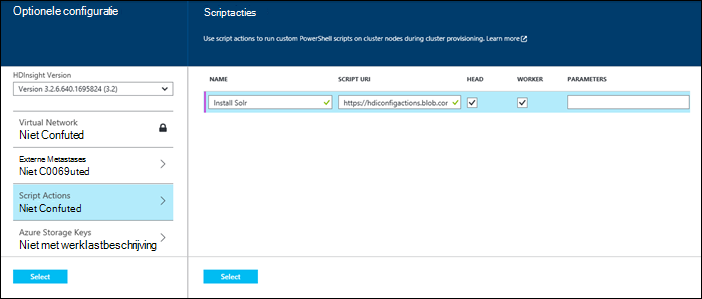 Optionele configuratie
Scriptacties
Use script actions to run custom PowerShell scripts on cluster nodes during cluster provisioning. Learn more
HDInsight Version
Version 3.2.6.640.1695824 (3.2)
Virtual Network
Niet Confuted
Externe Metastases
Niet C0069uted
Script Actions
Niet Confuted
Azure Storage Keys
Niet met werklastbeschrijving
Select
NAME SCRIPT URI HEAD WORKER PARAMETERS
Install Solr https://hdiconfigactions.blob.cor
Select